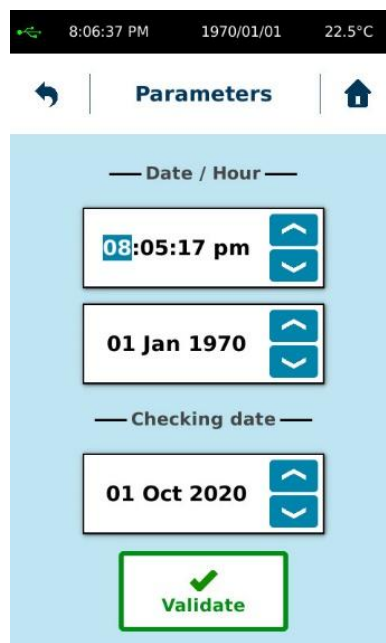 8:06:37 PM 1970/01/01 22.5°C
Parameters
Date / Hour
08:05:17 pm
01 Jan 1970
Checking date
01 Oct 2020
Validate